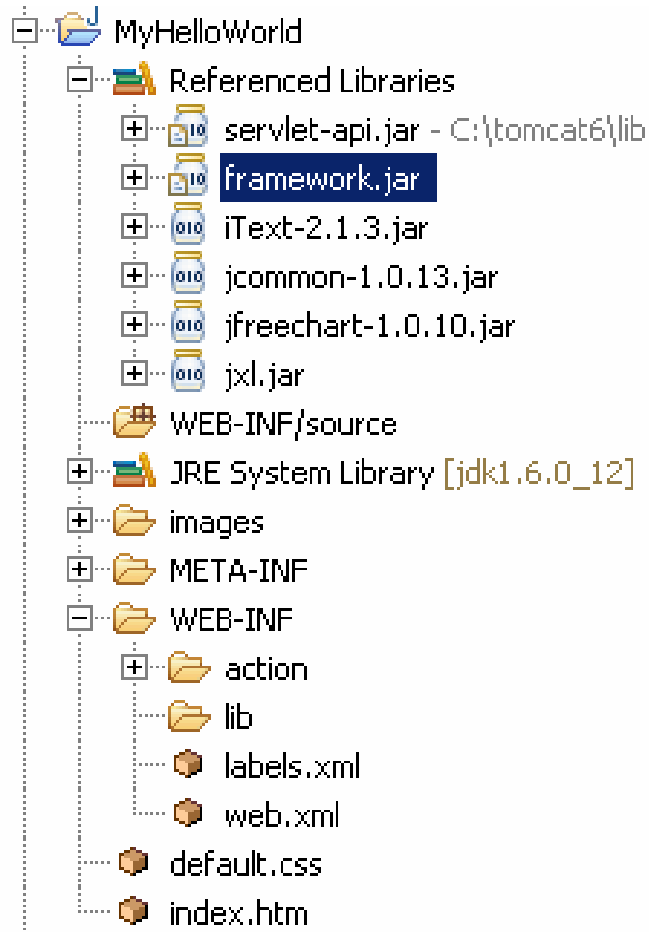 MyHelloWorld
Referenced Libraries
servlet-api.jar - C:\tomcat6\lib
framework.jar
iText-2.1.3.jar
jcommon-1.0.13.jar
jfreechart-1.0.10.jar
jxl.jar
WEB-INF/source
JRE System Library [jdk1.6.0_12]
images
META-INF
WEB-INF
action
lib
labels.xml
web.xml
default.css
index.htm